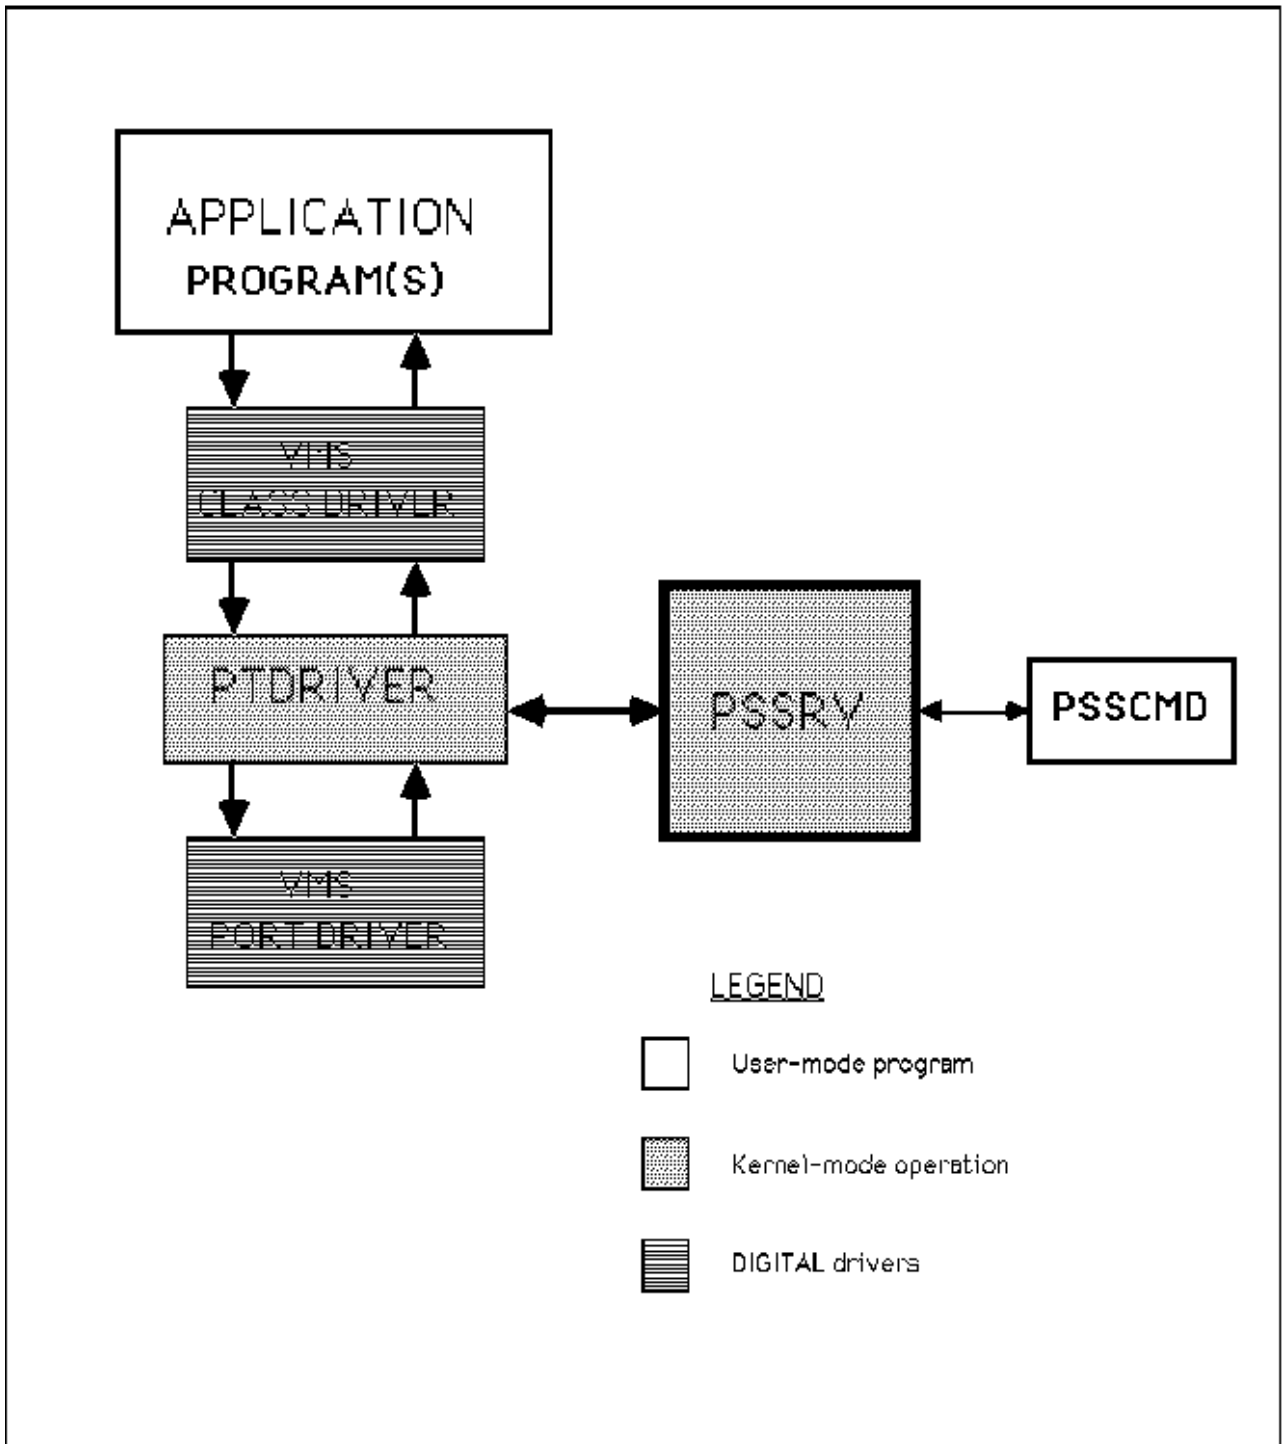 APPLICATION
PROGRAM(S)
VMS
CLASS DRIVER
PTDRIVER
PSSRV
PSSCMD
VMS
PORT DRIVER
LEGEND
User-mode program
Kernel-mode operation
DIGITAL drivers